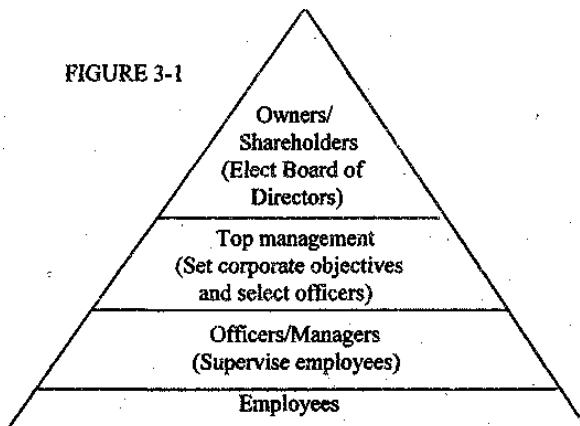 FIGURE 3-1
Owners/
Shareholders
(Elect Board of
Directors)
Top management
(Set corporate objectives
and select officers)
Officers/Managers
(Supervise employees)
Employees